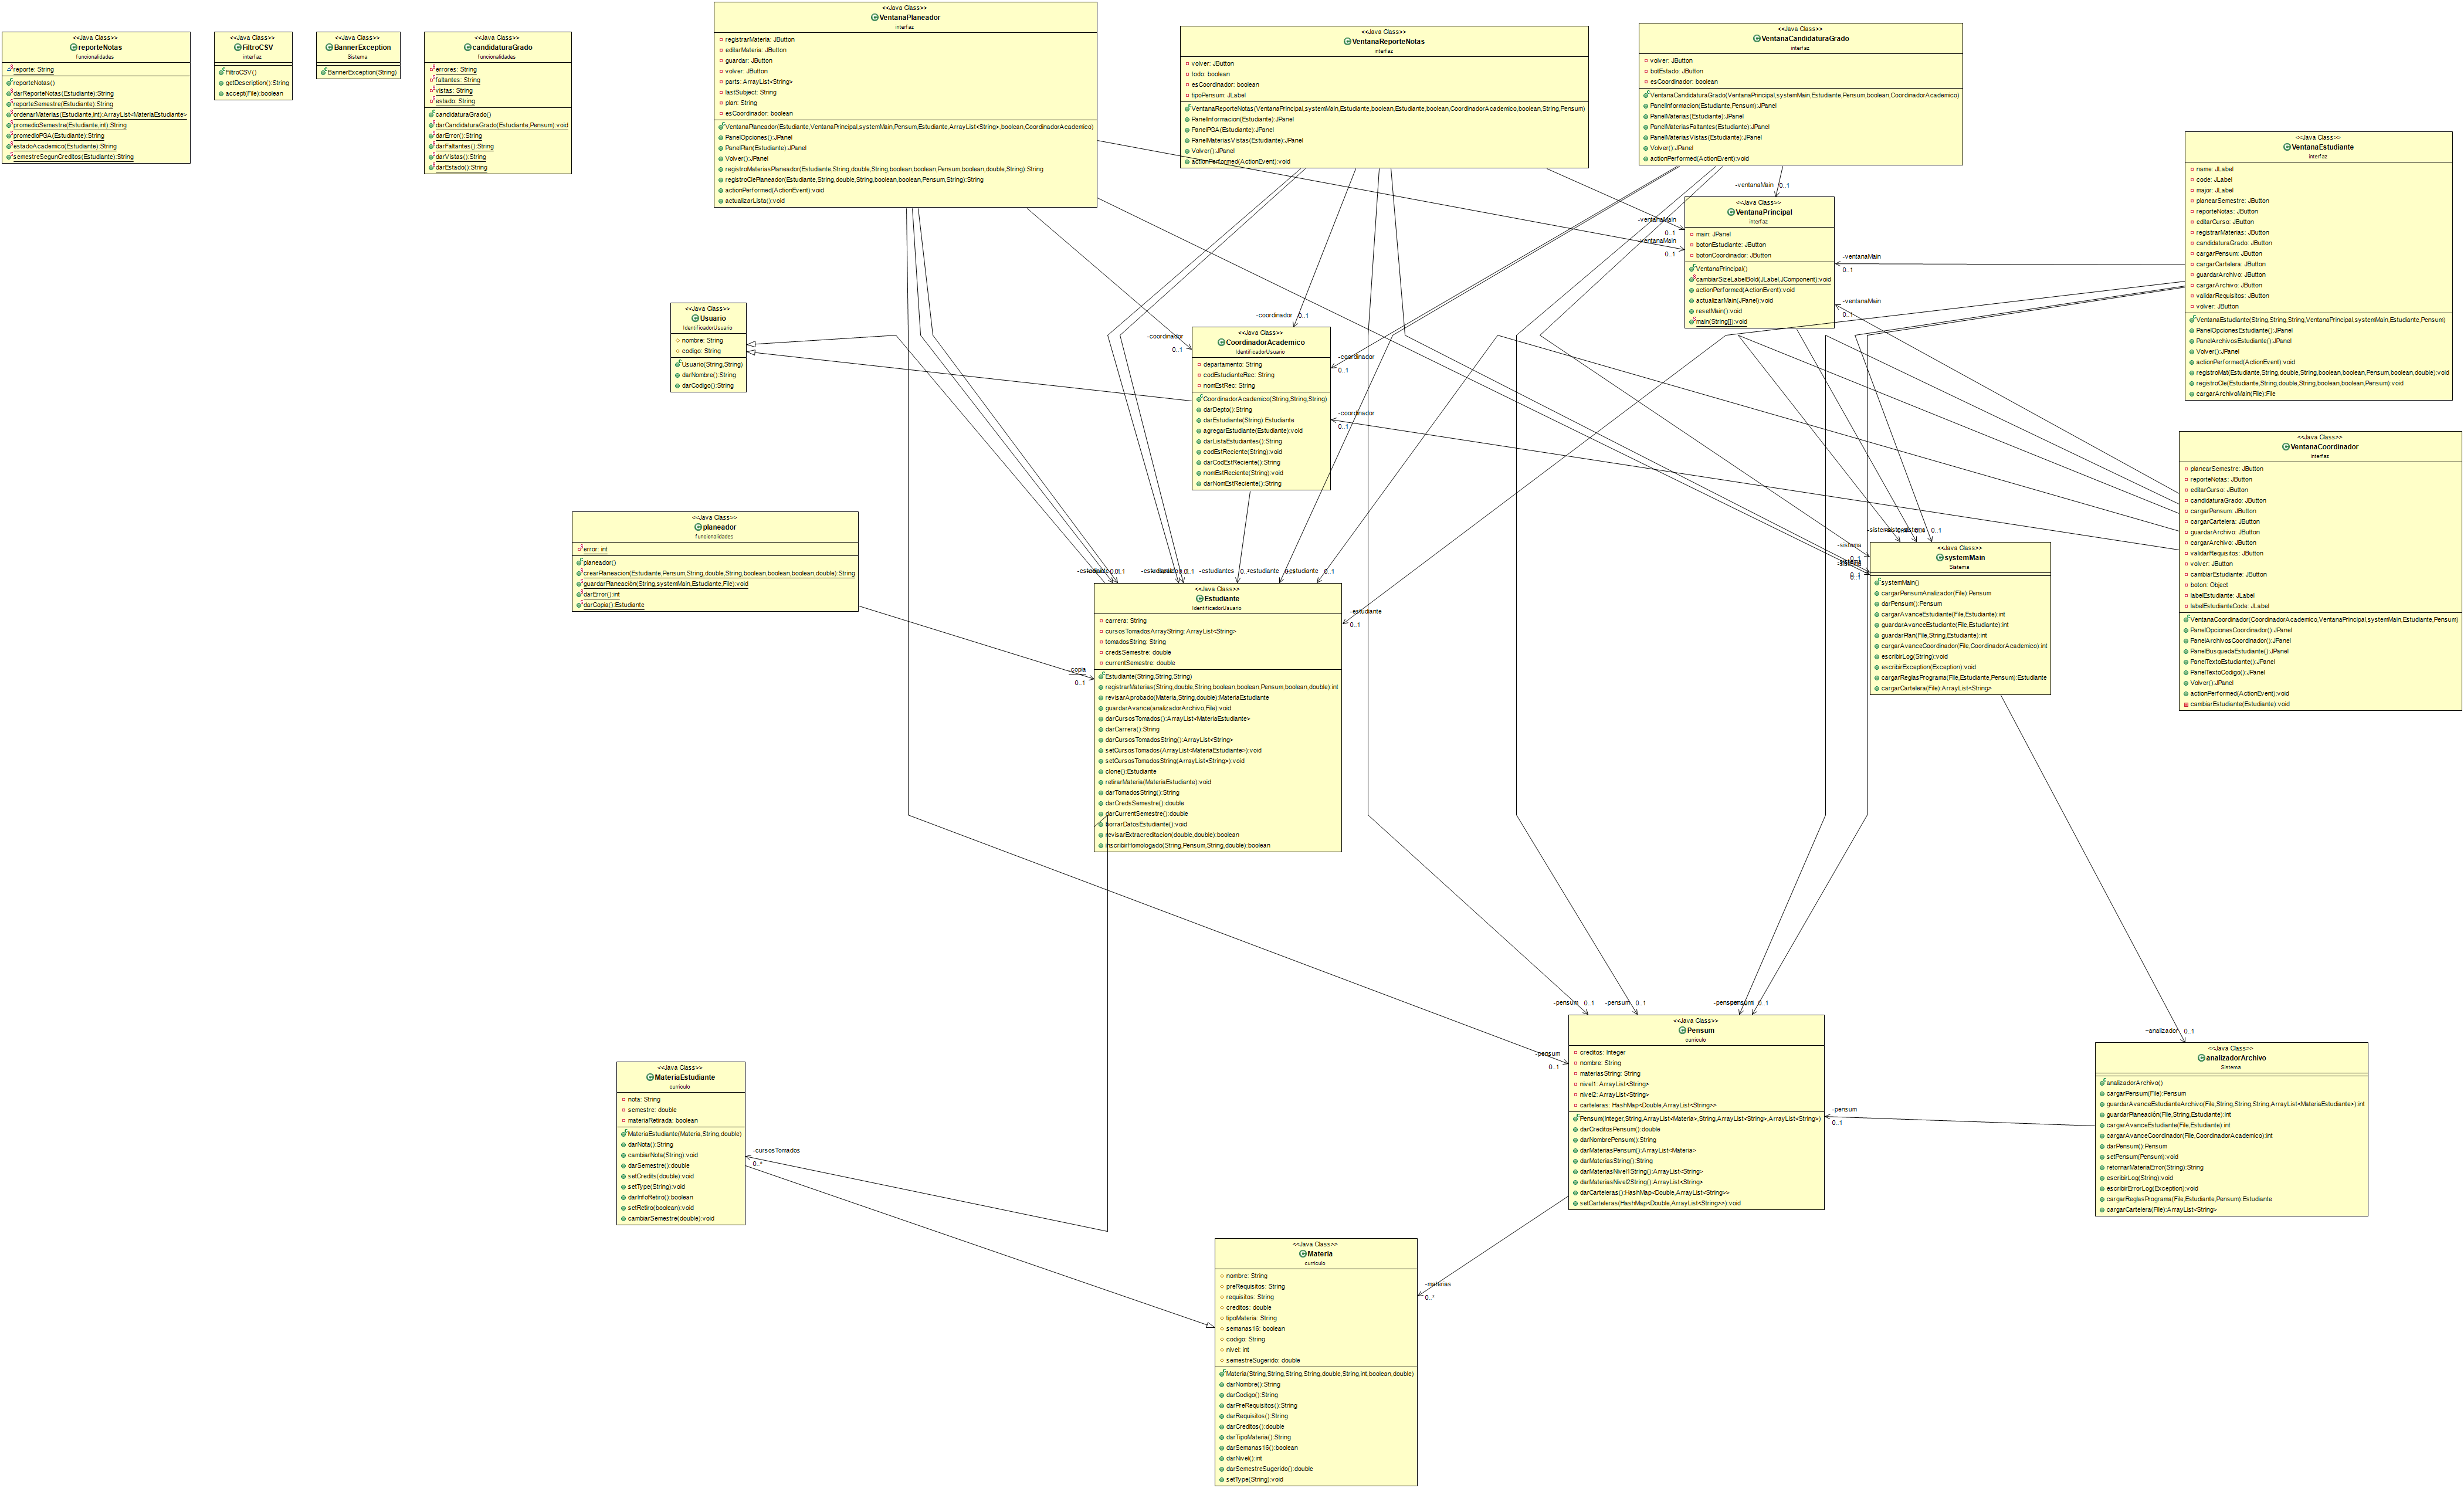 <<Java Class>>
reporteNotas
funcionalidades
reporte: String
reporteNotas()
darReporteNotas(Estudiante):String
reporteSemestre(Estudiante):String
ordenarMaterias(Estudiante,int):ArrayList<MateriaEstudiante>
promedioSemestre(Estudiante,int):String
promedioPGA(Estudiante):String
estadoAcademico(Estudiante):String
semestreSegunCreditos(Estudiante):String
<<Java Class>>
FiltroCSV
interfaz
FiltroCSV()
getDescription():String
accept(File):boolean
<<Java Class>>
BannerException
Sistema
BannerException(String)
<<Java Class>>
candidaturaGrado
funcionalidades
errores: String
faltantes: String
vistas: String
estado: String
candidaturaGrado()
darCandidaturaGrado(Estudiante,Pensum):void
darError():String
darFaltantes():String
darVistas():String
darEstado():String
<<Java Class>>
VentanaPlaneador
interfaz
registrarMateria: JButton
editarMateria: JButton
guardar: JButton
volver: JButton
parts: ArrayList<String>
lastSubject: String
plan: String
esCoordinador: boolean
VentanaPlaneador(Estudiante,VentanaPrincipal,systemMain,Pensum,Estudiante,ArrayList<String>,boolean,CoordinadorAcademico)
PanelOpciones():JPanel
PanelPlan(Estudiante):JPanel
Volver():JPanel
registroMateriasPlaneador(Estudiante,String,double,String,boolean,boolean,Pensum,boolean,double,String):String
registroClePlaneador(Estudiante,String,double,String,boolean,boolean,Pensum,String):String
actionPerformed(ActionEvent):void
actualizarLista():void
<<Java Class>>
VentanaReporteNotas
interfaz
volver: JButton
todo: boolean
esCoordinador: boolean
tipoPensum: JLabel
VentanaReporteNotas(VentanaPrincipal,systemMain,Estudiante,boolean,Estudiante,boolean,CoordinadorAcademico,boolean,String,Pensum)
PanelInformacion(Estudiante):JPanel
PanelPGA(Estudiante):JPanel
PanelMateriasVistas(Estudiante):JPanel
Volver():JPanel
actionPerformed(ActionEvent):void
<<Java Class>>
VentanaCandidaturaGrado
interfaz
volver: JButton
botEstado: JButton
esCoordinador: boolean
VentanaCandidaturaGrado(VentanaPrincipal,systemMain,Estudiante,Pensum,boolean,CoordinadorAcademico)
PanelInformacion(Estudiante,Pensum):JPanel
PanelMaterias(Estudiante):JPanel
PanelMateriasFaltantes(Estudiante):JPanel
PanelMateriasVistas(Estudiante):JPanel
Volver():JPanel
actionPerformed(ActionEvent):void
<<Java Class>>
VentanaEstudiante
interfaz
name: JLabel
code: JLabel
major: JLabel
planearSemestre: JButton
reporteNotas: JButton
editarCurso: JButton
registrarMaterias: JButton
candidaturaGrado: JButton
cargarPensum: JButton
cargarCartelera: JButton
guardarArchivo: JButton
cargarArchivo: JButton
validarRequisitos: JButton
volver: JButton
VentanaEstudiante(String,String,String,VentanaPrincipal,systemMain,Estudiante,Pensum)
PanelOpcionesEstudiante():JPanel
PanelArchivosEstudiante():JPanel
Volver():JPanel
actionPerformed(ActionEvent):void
registroMat(Estudiante,String,double,String,boolean,boolean,Pensum,boolean,double):void
registroCle(Estudiante,String,double,String,boolean,boolean,Pensum):void
cargarArchivoMain(File):File
-ventanaMain
0..1
<<Java Class>>
VentanaPrincipal
interfaz
main: JPanel
botonEstudiante: JButton
botonCoordinador: JButton
VentanaPrincipal()
cambiarSizeLabelBold(JLabel,JComponent):void
actionPerformed(ActionEvent):void
actualizarMain(JPanel):void
resetMain():void
main(String[]):void
-ventanaMain
0..1
-ventanaMain
0..1
-ventanaMain
0..1
-ventanaMain
0..1
<<Java Class>>
Usuario
IdentificadorUsuario
nombre: String
codigo: String
Usuario(String,String)
darNombre():String
darCodigo():String
-coordinador
0..1
-coordinador
0..1
<<Java Class>>
CoordinadorAcademico
IdentificadorUsuario
departamento: String
codEstudianteRec: String
nomEstRec: String
CoordinadorAcademico(String,String,String)
darDepto():String
darEstudiante(String):Estudiante
agregarEstudiante(Estudiante):void
darListaEstudiantes():String
codEstReciente(String):void
darCodEstReciente():String
nomEstReciente(String):void
darNomEstReciente():String
-coordinador
0..1
-coordinador
0..1
<<Java Class>>
VentanaCoordinador
interfaz
planearSemestre: JButton
reporteNotas: JButton
editarCurso: JButton
candidaturaGrado: JButton
cargarPensum: JButton
cargarCartelera: JButton
guardarArchivo: JButton
cargarArchivo: JButton
validarRequisitos: JButton
volver: JButton
cambiarEstudiante: JButton
boton: Object
labelEstudiante: JLabel
labelEstudianteCode: JLabel
VentanaCoordinador(CoordinadorAcademico,VentanaPrincipal,systemMain,Estudiante,Pensum)
PanelOpcionesCoordinador():JPanel
PanelArchivosCoordinador():JPanel
PanelBusquedaEstudiante():JPanel
PanelTextoEstudiante():JPanel
PanelTextoCodigo():JPanel
Volver():JPanel
actionPerformed(ActionEvent):void
cambiarEstudiante(Estudiante):void
<<Java Class>>
planeador
funcionalidades
error: int
planeador()
crearPlaneacion(Estudiante,Pensum,String,double,String,boolean,boolean,boolean,double):String
guardarPlaneación(String,systemMain,Estudiante,File):void
darError():int
darCopia():Estudiante
-sistema
0..1
-sistema
0..1
<<Java Class>>
systemMain
Sistema
systemMain()
cargarPensumAnalizador(File):Pensum
darPensum():Pensum
cargarAvanceEstudiante(File,Estudiante):int
guardarAvanceEstudiante(File,Estudiante):int
guardarPlan(File,String,Estudiante):int
cargarAvanceCoordinador(File,CoordinadorAcademico):int
escribirLog(String):void
escribirException(Exception):void
cargarReglasPrograma(File,Estudiante,Pensum):Estudiante
cargarCartelera(File):ArrayList<String>
-estudiantes
-estudiante
0..1
-estudiante
0..1
-copia
0..1
<<Java Class>>
Estudiante
IdentificadorUsuario
carrera: String
cursosTomadosArrayString: ArrayList<String>
tomadosString: String
credsSemestre: double
currentSemestre: double
Estudiante(String,String,String)
registrarMaterias(String,double,String,boolean,boolean,Pensum,boolean,double):int
revisarAprobado(Materia,String,double):MateriaEstudiante
guardarAvance(analizadorArchivo,File):void
darCursosTomados():ArrayList<MateriaEstudiante>
darCarrera():String
darCursosTomadosString():ArrayList<String>
setCursosTomados(ArrayList<MateriaEstudiante>):void
setCursosTomadosString(ArrayList<String>):void
clone():Estudiante
retirarMateria(MateriaEstudiante):void
darTomadosString():String
darCredsSemestre():double
darCurrentSemestre():double
borrarDatosEstudiante():void
revisarExtracreditacion(double,double):boolean
inscribirHomologado(String,Pensum,String,double):boolean
-pensum
0..1
-pensum
0..1
-pensum
0..1
-pensum
0..1
<<Java Class>>
Pensum
curriculo
creditos: Integer
nombre: String
materiasString: String
nivel1: ArrayList<String>
nivel2: ArrayList<String>
carteleras: HashMap<Double,ArrayList<String>>
Pensum(Integer,String,ArrayList<Materia>,String,ArrayList<String>,ArrayList<String>)
darCreditosPensum():double
darNombrePensum():String
darMateriasPensum():ArrayList<Materia>
darMateriasString():String
darMateriasNivel1String():ArrayList<String>
darMateriasNivel2String():ArrayList<String>
darCarteleras():HashMap<Double,ArrayList<String>>
setCarteleras(HashMap<Double,ArrayList<String>>):void
-pensum
0..1
~analizador
0..1
<<Java Class>>
analizadorArchivo
Sistema
analizadorArchivo()
cargarPensum(File):Pensum
guardarAvanceEstudianteArchivo(File,String,String,String,ArrayList<MateriaEstudiante>):int
guardarPlaneación(File,String,Estudiante):int
cargarAvanceEstudiante(File,Estudiante):int
cargarAvanceCoordinador(File,CoordinadorAcademico):int
darPensum():Pensum
setPensum(Pensum):void
retornarMateriaError(String):String
escribirLog(String):void
escribirErrorLog(Exception):void
cargarReglasPrograma(File,Estudiante,Pensum):Estudiante
cargarCartelera(File):ArrayList<String>
<<Java Class>>
MateriaEstudiante
curriculo
nota: String
semestre: double
materiaRetirada: boolean
MateriaEstudiante(Materia,String,double)
darNota():String
cambiarNota(String):void
darSemestre():double
setCredits(double):void
setType(String):void
darInfoRetiro():boolean
setRetiro(boolean):void
cambiarSemestre(double):void
-cursosTomados
0..*
<<Java Class>>
Materia
curriculo
nombre: String
preRequisitos: String
requisitos: String
creditos: double
tipoMateria: String
semanas16: boolean
codigo: String
nivel: int
semestreSugerido: double
Materia(String,String,String,String,double,String,int,boolean,double)
darNombre():String
darCodigo():String
darPreRequisitos():String
darRequisitos():String
darCreditos():double
darTipoMateria():String
darSemanas16():boolean
darNivel():int
darSemestreSugerido():double
setType(String):void
-materias
0..*